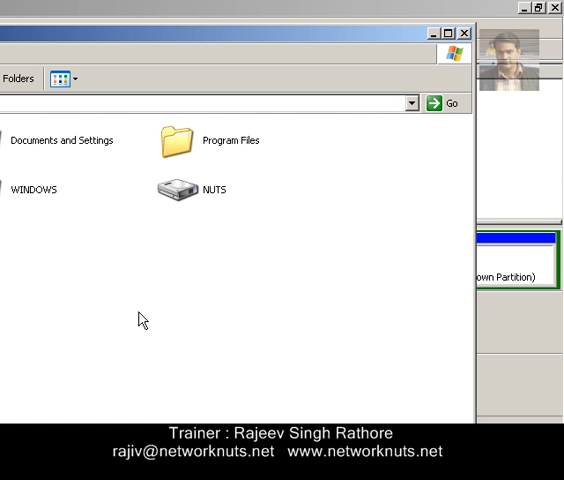 Folders
Go
Documents and Settings
Program Files
WINDOWS
NUTS
own Partition)
Trainer : Rajeev Singh Rathore
rajiv@networknuts.net www.networknuts.net